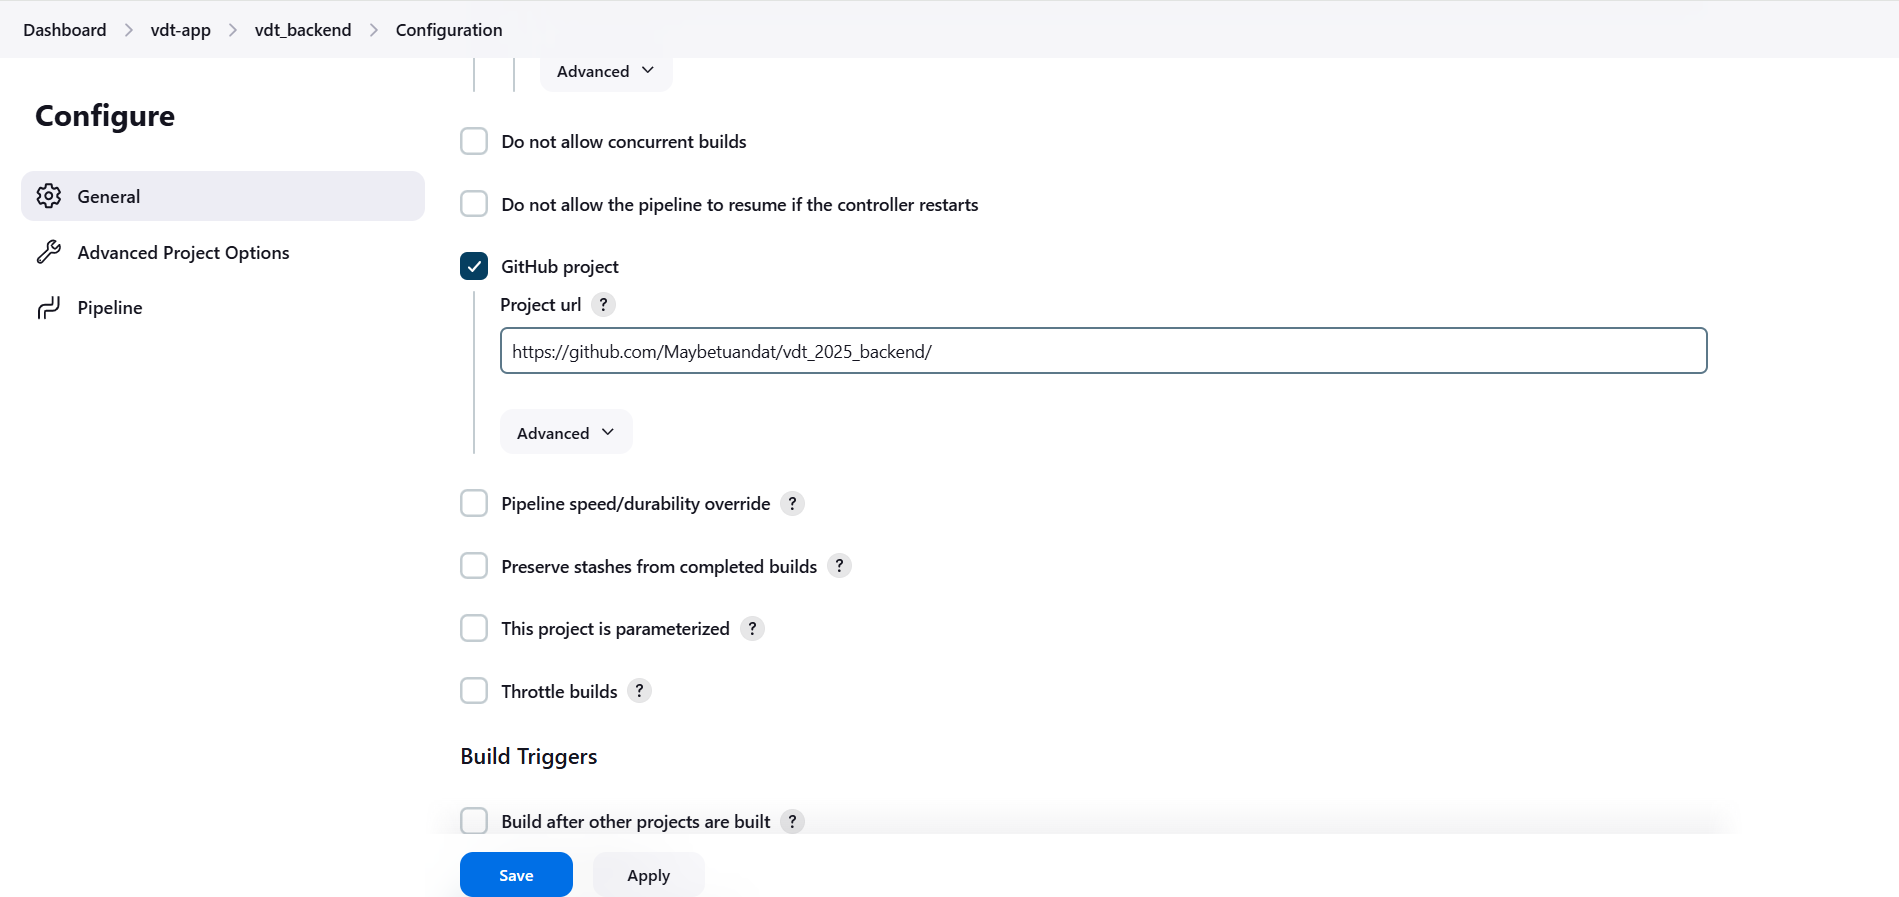 Dashboard > vdt-app > vdt_backend > Configuration
Configure
General
Advanced Project Options
Pipeline
Advanced
Do not allow concurrent builds
Do not allow the pipeline to resume if the controller restarts
GitHub project
Project url ?
https://github.com/Maybetuandat/vdt_2025_backend/
Advanced
Pipeline speed/durability override ?
Preserve stashes from completed builds ?
This project is parameterized ?
Throttle builds ?
Build Triggers
Build after other projects are built ?
Save Apply